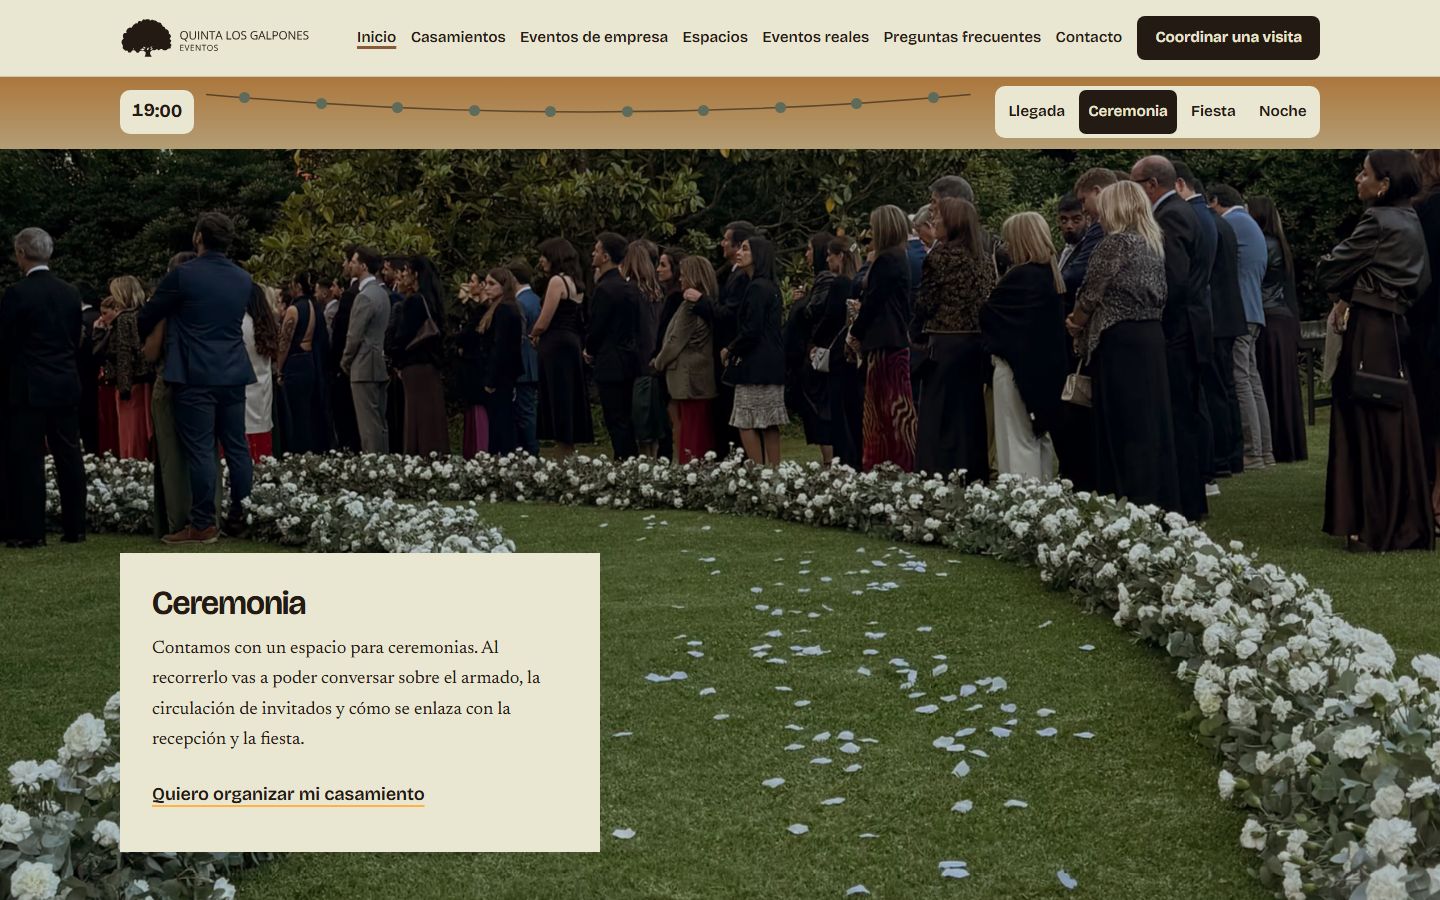 QUINTA LOS GALPONES
EVENTOS
Inicio Casamientos Eventos de empresa Espacios Eventos reales Preguntas frecuentes Contacto Coordinar una visita
19:00 Llegada Ceremonia Fiesta Noche
Ceremonia
Contamos con un espacio para ceremonias. Al
recorrerlo vas a poder conversar sobre el armado, la
circulación de invitados y cómo se enlaza con la
recepción y la fiesta.
Quiero organizar mi casamiento